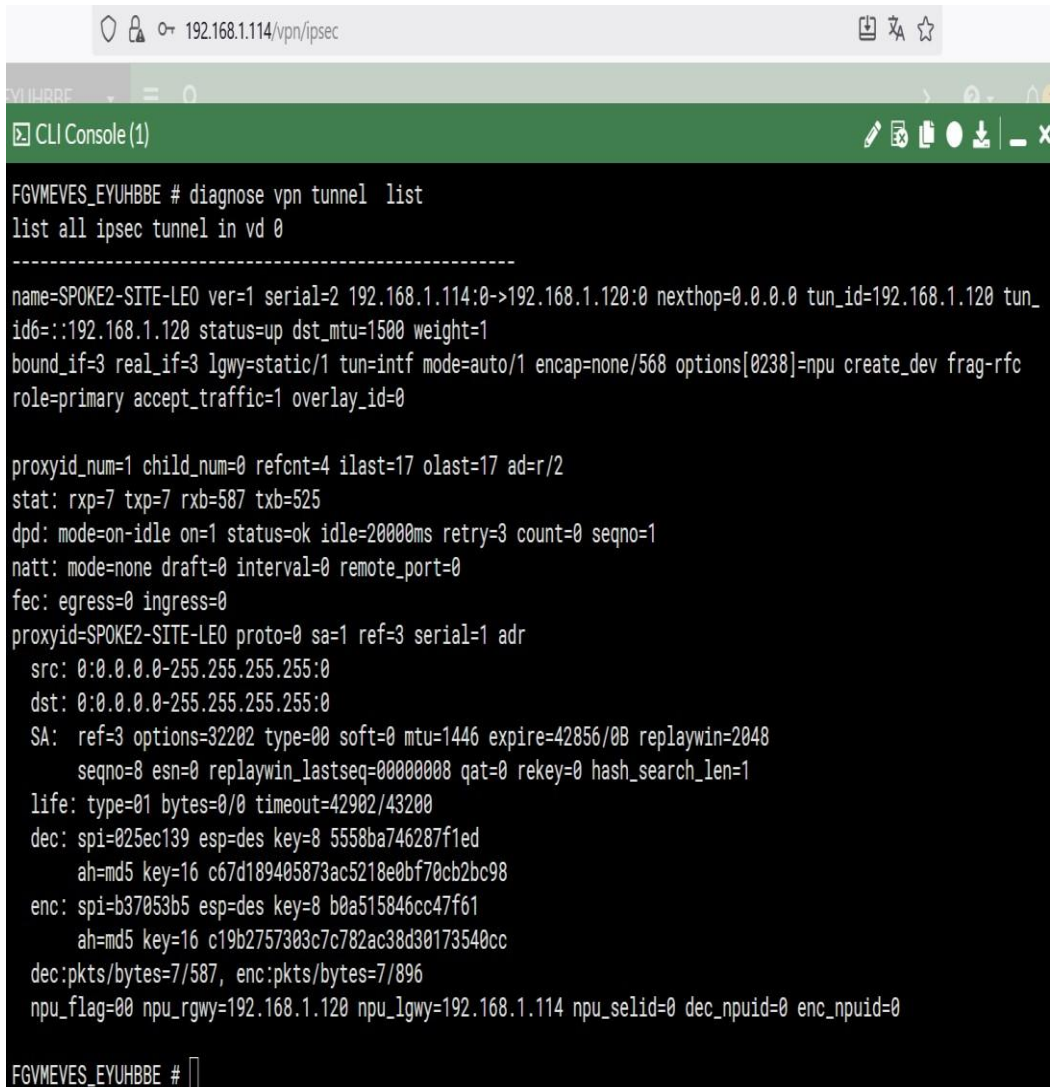 192.168.1.114/vpn/ipsec
EYUHBBE
CLI Console (1)
FGVMEVES_EYUHBBE # diagnose vpn tunnel  list
list all ipsec tunnel in vd 0
------------------------------------------------------
name=SPOKE2-SITE-LEO ver=1 serial=2 192.168.1.114:0->192.168.1.120:0 nexthop=0.0.0.0 tun_id=192.168.1.120 tun_
id6=::192.168.1.120 status=up dst_mtu=1500 weight=1
bound_if=3 real_if=3 lgwy=static/1 tun=intf mode=auto/1 encap=none/568 options[0238]=npu create_dev frag-rfc
role=primary accept_traffic=1 overlay_id=0
proxyid_num=1 child_num=0 refcnt=4 ilast=17 olast=17 ad=r/2
stat: rxp=7 txp=7 rxb=587 txb=525
dpd: mode=on-idle on=1 status=ok idle=20000ms retry=3 count=0 seqno=1
natt: mode=none draft=0 interval=0 remote_port=0
fec: egress=0 ingress=0
proxyid=SPOKE2-SITE-LEO proto=0 sa=1 ref=3 serial=1 adr
src: 0:0.0.0.0-255.255.255.255:0
dst: 0:0.0.0.0-255.255.255.255:0
SA:  ref=3 options=32202 type=00 soft=0 mtu=1446 expire=42856/0B replaywin=2048
seqno=8 esn=0 replaywin_lastseq=00000008 qat=0 rekey=0 hash_search_len=1
life: type=01 bytes=0/0 timeout=42902/43200
dec: spi=025ec139 esp=des key=8 5558ba746287f1ed
ah=md5 key=16 c67d189405873ac5218e0bf70cb2bc98
enc: spi=b37053b5 esp=des key=8 b0a515846cc47f61
ah=md5 key=16 c19b2757303c7c782ac38d30173540cc
dec:pkts/bytes=7/587, enc:pkts/bytes=7/896
npu_flag=00 npu_rgwy=192.168.1.120 npu_lgwy=192.168.1.114 npu_selid=0 dec_npuid=0 enc_npuid=0
FGVMEVES_EYUHBBE #